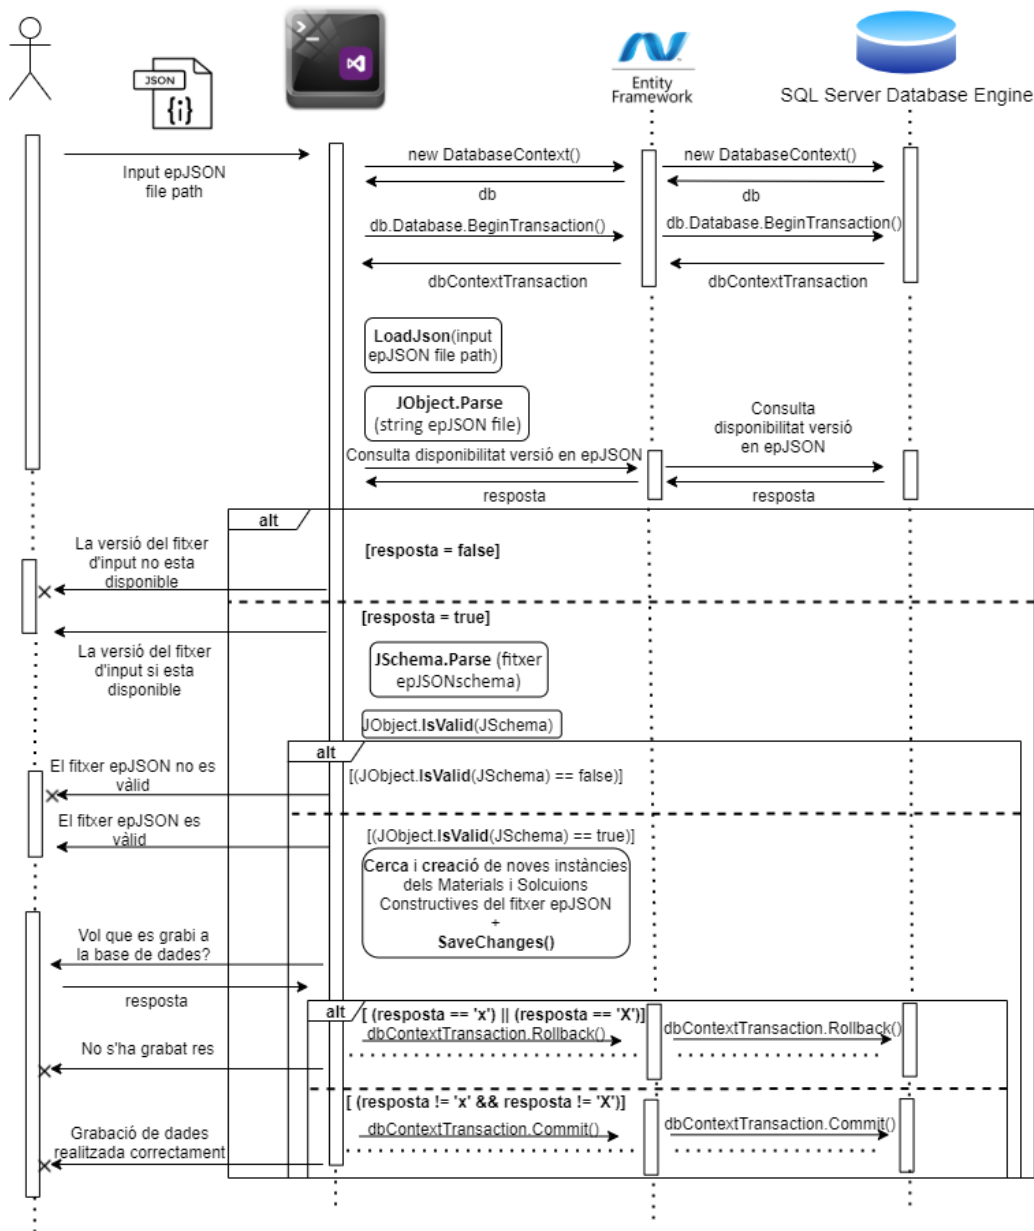 JSON
{i}
>_
Entity
Framework
SQL Server Database Engine
Input epJSON
file path
new DatabaseContext()
new DatabaseContext()
db
db
db.Database.BeginTransaction()
db.Database.BeginTransaction()
dbContextTransaction
dbContextTransaction
LoadJson(input
epJSON file path)
JObject.Parse
(string epJSON file)
Consulta
disponibilitat versió
en epJSON
Consulta disponibilitat versió en epJSON
resposta
resposta
alt
[resposta = false]
La versió del fitxer
d'input no esta
disponible
[resposta = true]
La versió del fitxer
d'input si esta
disponible
JSchema.Parse (fitxer
epJSONschema)
JObject.IsValid(JSchema)
alt
[(JObject.IsValid(JSchema) == false)]
El fitxer epJSON no es
vàlid
El fitxer epJSON es
vàlid
[(JObject.IsValid(JSchema) == true)]
Cerca i creació de noves instàncies
dels Materials i Solcuions
Constructives del fitxer epJSON
+
SaveChanges()
Vol que es grabi a
la base de dades?
resposta
alt
[ (resposta == 'x') || (resposta == 'X')]
dbContextTransaction.Rollback()
dbContextTransaction.Rollback()
No s'ha grabat res
[ (resposta != 'x' && resposta != 'X')]
dbContextTransaction.Commit()
dbContextTransaction.Commit()
Grabació de dades
realitzada correctament